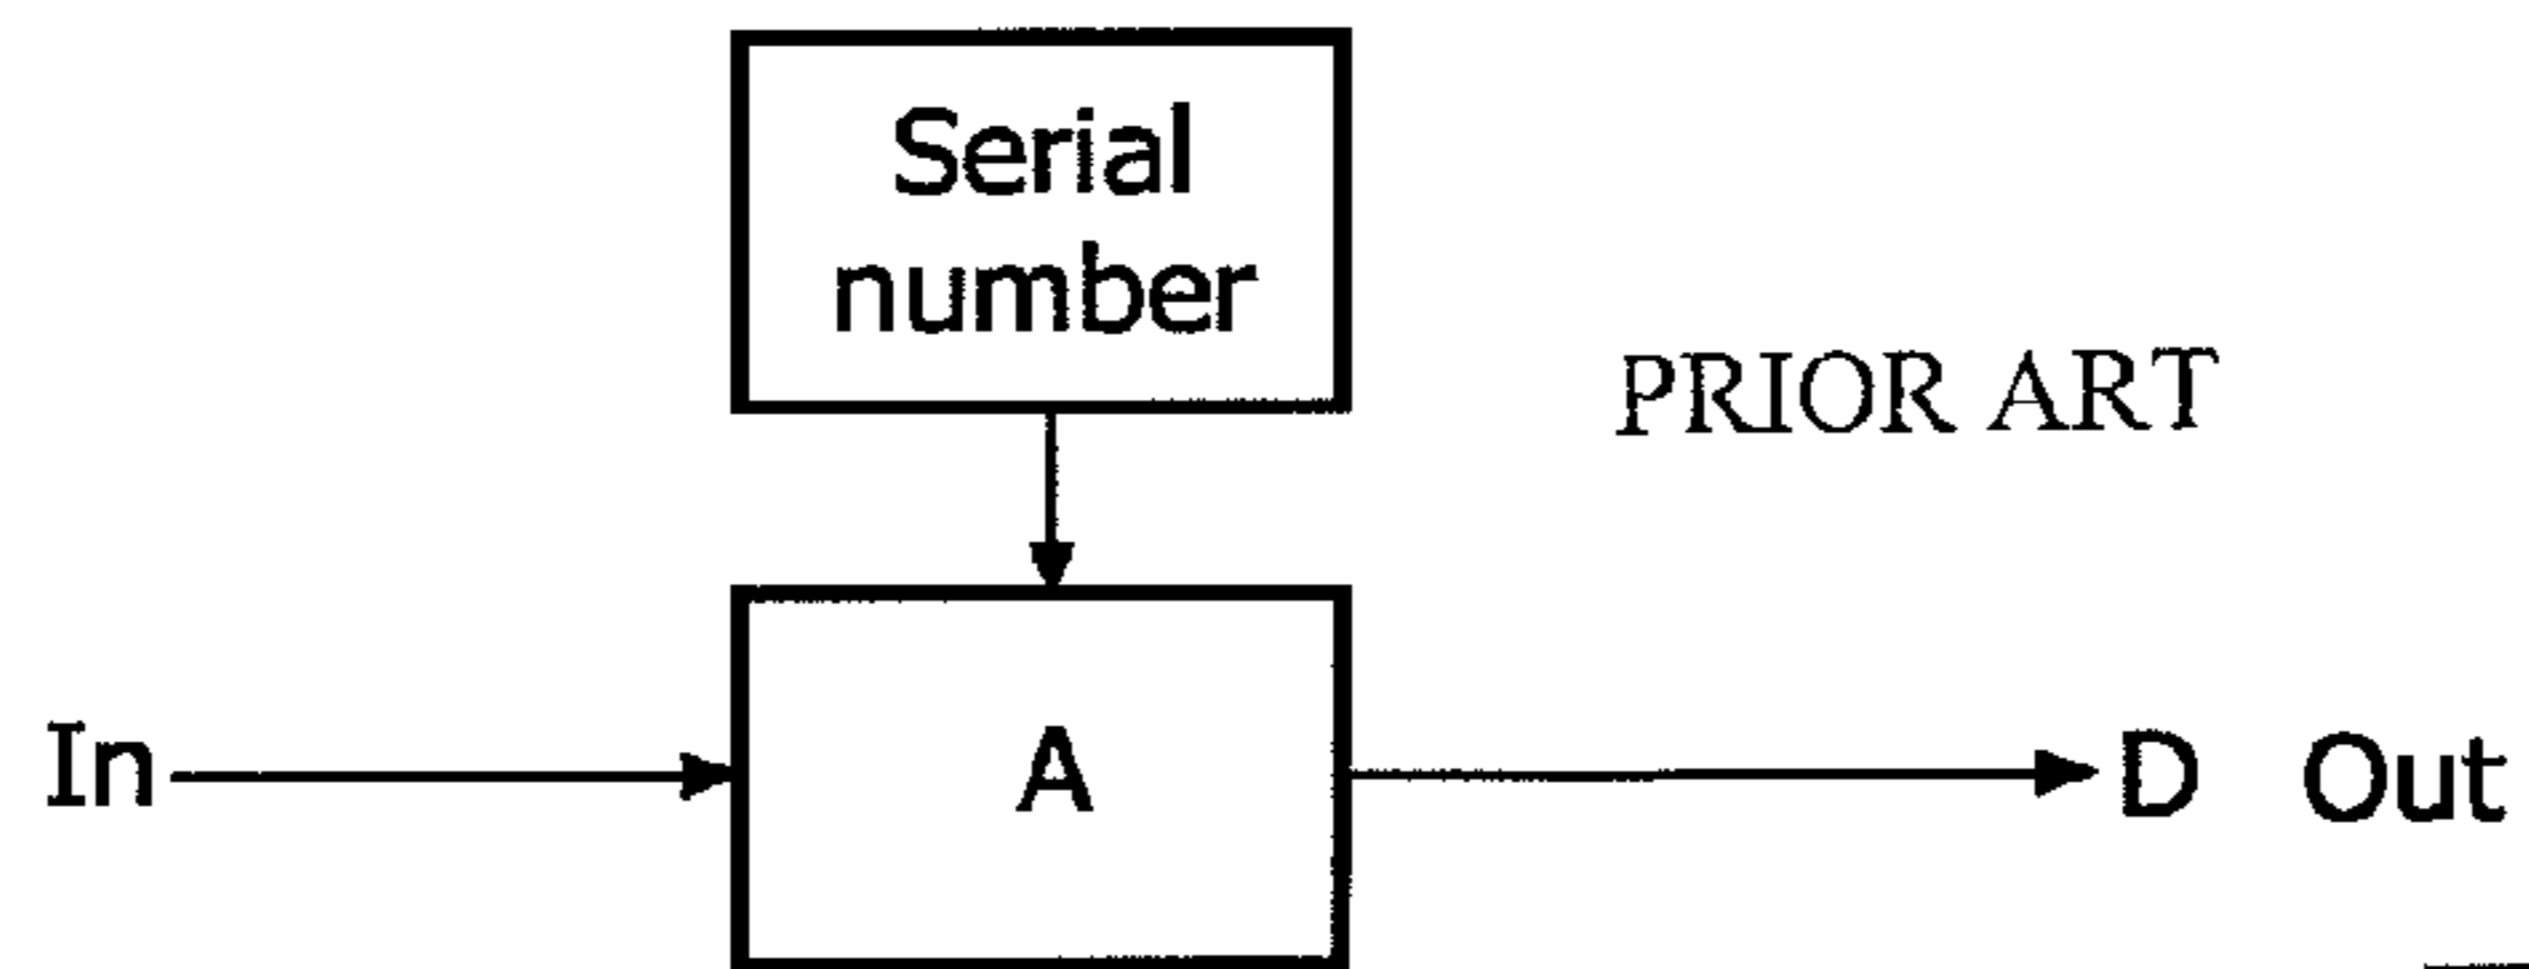 Serial
number
PRIOR ART
In
A
D Out